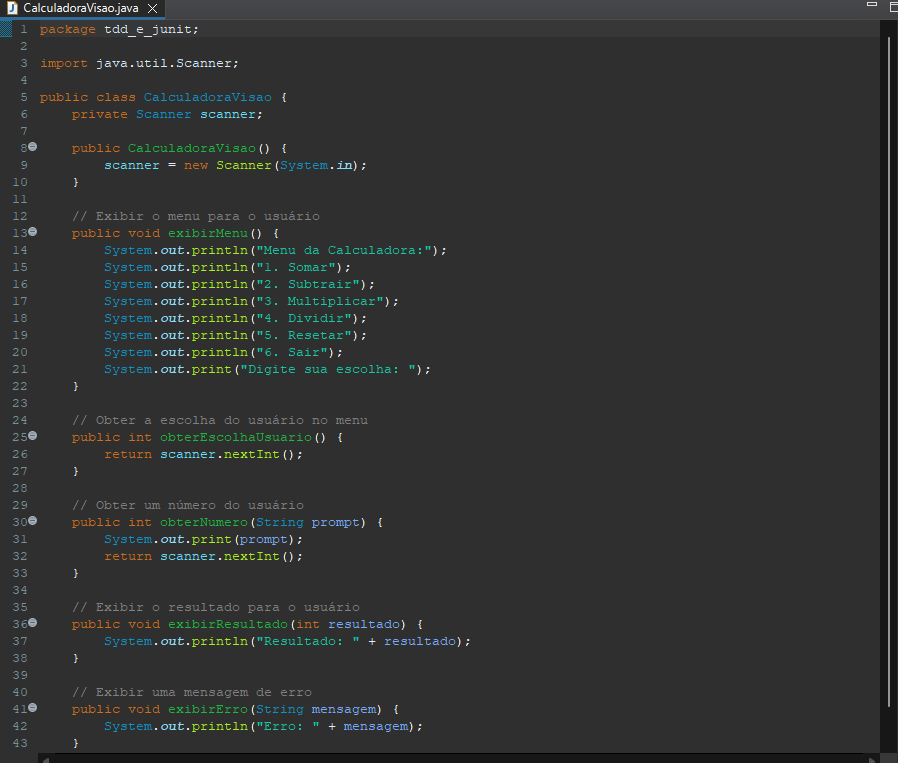 CalculadoraVisao.java
1 package tdd_e_junit;
2
3 import java.util.Scanner;
4
5 public class CalculadoraVisao {
6     private Scanner scanner;
7
8     public CalculadoraVisao() {
9         scanner = new Scanner(System.in);
10     }
11
12     // Exibir o menu para o usuário
13     public void exibirMenu() {
14         System.out.println("Menu da Calculadora:");
15         System.out.println("1. Somar");
16         System.out.println("2. Subtrair");
17         System.out.println("3. Multiplicar");
18         System.out.println("4. Dividir");
19         System.out.println("5. Resetar");
20         System.out.println("6. Sair");
21         System.out.print("Digite sua escolha: ");
22     }
23
24     // Obter a escolha do usuário no menu
25     public int obterEscolhaUsuario() {
26         return scanner.nextInt();
27     }
28
29     // Obter um número do usuário
30     public int obterNumero(String prompt) {
31         System.out.print(prompt);
32         return scanner.nextInt();
33     }
34
35     // Exibir o resultado para o usuário
36     public void exibirResultado(int resultado) {
37         System.out.println("Resultado: " + resultado);
38     }
39
40     // Exibir uma mensagem de erro
41     public void exibirErro(String mensagem) {
42         System.out.println("Erro: " + mensagem);
43     }